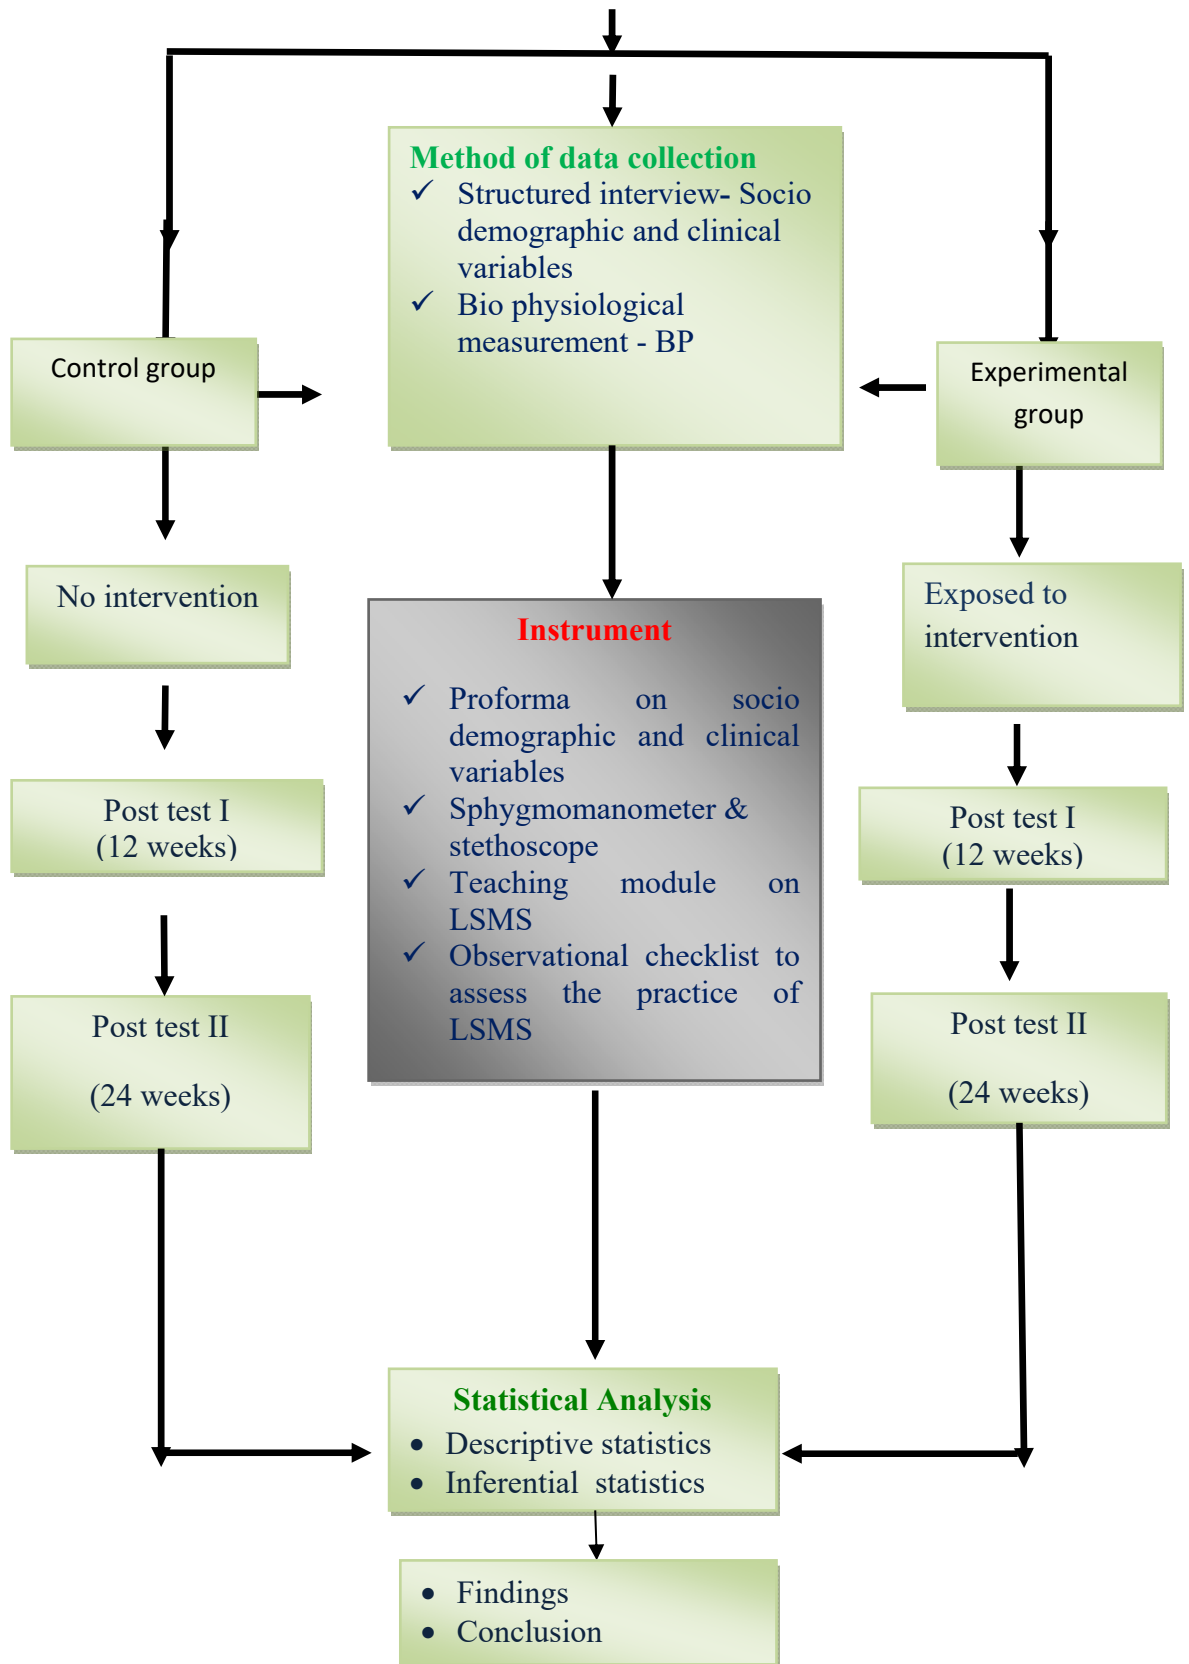 Method of data collection
✓ Structured interview- Socio
demographic and clinical
variables
✓ Bio physiological
measurement - BP
Control group
Experimental
group
No intervention
Exposed to
intervention
Instrument
✓ Proforma on socio
demographic and clinical
variables
✓ Sphygmomanometer &
stethoscope
✓ Teaching module on
LSMS
✓ Observational checklist to
assess the practice of
LSMS
Post test I
(12 weeks)
Post test I
(12 weeks)
Post test II
(24 weeks)
Post test II
(24 weeks)
Statistical Analysis
• Descriptive statistics
• Inferential statistics
• Findings
• Conclusion